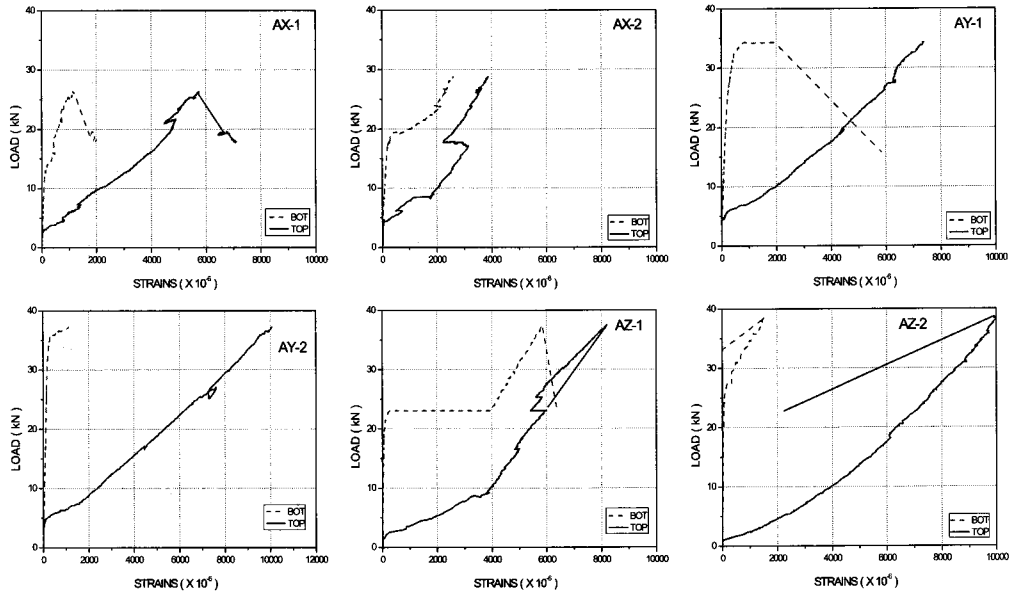 AX-1
LOAD ( kN )
40
30
20
10
0
0 2000 4000 6000 8000 10000
STRAINS ( X 10⁻⁶)
BOT
TOP
AX-2
LOAD ( kN )
40
30
20
10
0
0 2000 4000 6000 8000 10000
STRAINS ( X 10⁻⁶)
BOT
TOP
AY-1
LOAD ( kN )
40
30
20
10
0
0 2000 4000 6000 8000 10000
STRAINS ( X 10⁻⁶)
BOT
TOP
AY-2
LOAD ( kN )
40
30
20
10
0
0 2000 4000 6000 8000 10000 12000
STRAINS ( X 10⁻⁶)
BOT
TOP
AZ-1
LOAD ( kN )
40
30
20
10
0
0 2000 4000 6000 8000 10000
STRAINS ( X 10⁻⁶)
BOT
TOP
AZ-2
LOAD ( kN )
40
30
20
10
0
0 2000 4000 6000 8000 10000
STRAINS ( X 10⁻⁶)
BOT
TOP